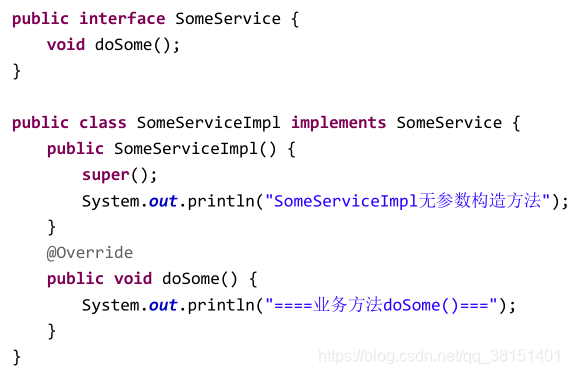 public interface SomeService {
    void doSome();
}

public class SomeServiceImpl implements SomeService {
    public SomeServiceImpl() {
        super();
        System.out.println("SomeServiceImpl无参数构造方法");
    }
    @Override
    public void doSome() {
        System.out.println("====业务方法doSome()===");
    }
}
https://blog.csdn.net/qq_38151401